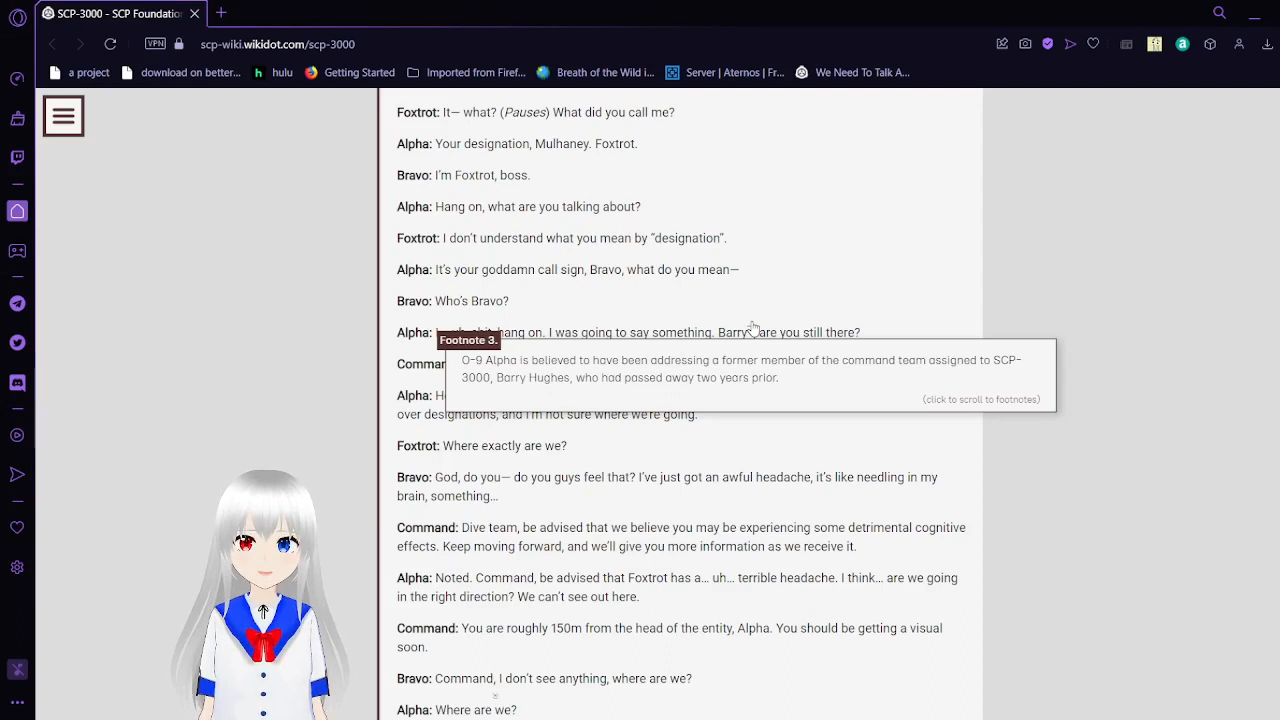 SCP-3000 - SCP Foundation
VPN
scp-wiki.wikidot.com/scp-3000
a project
download on better...
hulu
Getting Started
Imported from Firef...
Breath of the Wild i...
Server | Aternos | Fr...
We Need To Talk A...
Foxtrot: It— what? (Pauses) What did you call me?
Alpha: Your designation, Mulhaney. Foxtrot.
Bravo: I'm Foxtrot, boss.
Alpha: Hang on, what are you talking about?
Foxtrot: I don't understand what you mean by “designation”.
Alpha: It's your goddamn call sign, Bravo, what do you mean—
Bravo: Who's Bravo?
Alpha: hang on. I was going to say something. Barry are you still there?
Footnote 3.
O-9 Alpha is believed to have been addressing a former member of the command team assigned to SCP-
3000, Barry Hughes, who had passed away two years prior.
(click to scroll to footnotes)
Comman
Alpha: H
over designations, and I'm not sure where we're going.
Foxtrot: Where exactly are we?
Bravo: God, do you— do you guys feel that? I've just got an awful headache, it's like needling in my
brain, something...
Command: Dive team, be advised that we believe you may be experiencing some detrimental cognitive
effects. Keep moving forward, and we'll give you more information as we receive it.
Alpha: Noted. Command, be advised that Foxtrot has a... uh... terrible headache. I think... are we going
in the right direction? We can't see out here.
Command: You are roughly 150m from the head of the entity, Alpha. You should be getting a visual
soon.
Bravo: Command, I don't see anything, where are we?
Alpha: Where are we?